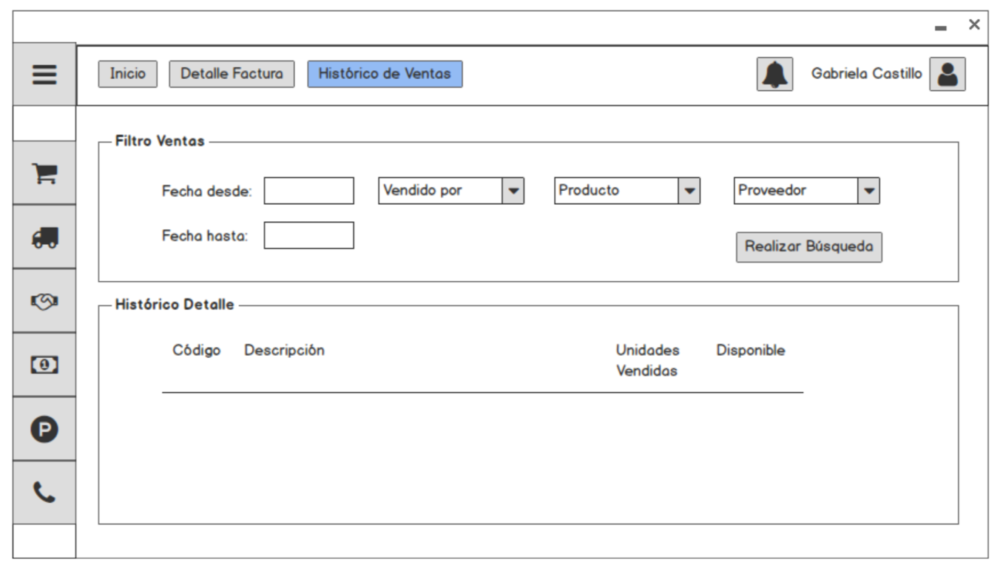 Inicio Detalle Factura Histórico de Ventas Gabriela Castillo
Filtro Ventas
Fecha desde: Vendido por Producto Proveedor
Fecha hasta: Realizar Búsqueda
Histórico Detalle
Código Descripción Unidades Disponible
Vendidas
1
P